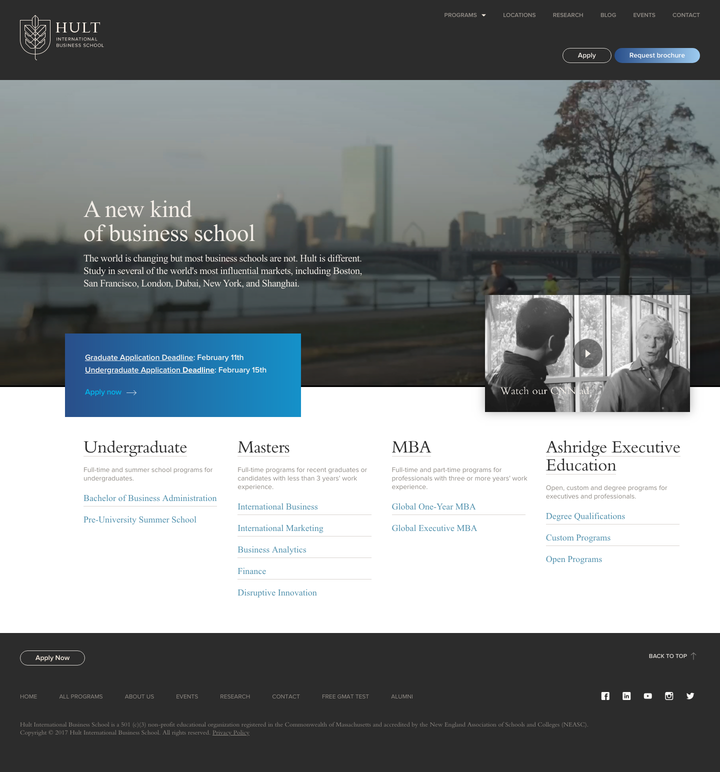 HULT
INTERNATIONAL
BUSINESS SCHOOL
PROGRAMS
LOCATIONS
RESEARCH
BLOG
EVENTS
CONTACT
Apply
Request brochure
A new kind
of business school
The world is changing but most business schools are not. Hult is different.
Study in several of the world's most influential markets, including Boston,
San Francisco, London, Dubai, New York, and Shanghai.
Graduate Application Deadline: February 11th
Undergraduate Application Deadline: February 15th
Apply now
Watch our
Undergraduate
Full-time and summer school programs for
undergraduates.
Bachelor of Business Administration
Pre-University Summer School
Masters
Full-time programs for recent graduates or
candidates with less than 3 years' work
experience.
International Business
International Marketing
Business Analytics
Finance
Disruptive Innovation
MBA
Full-time and part-time programs for
professionals with three or more years' work
experience.
Global One-Year MBA
Global Executive MBA
Ashridge Executive
Education
Open, custom and degree programs for
executives and professionals.
Degree Qualifications
Custom Programs
Open Programs
Apply Now
BACK TO TOP
HOME
ALL PROGRAMS
ABOUT US
EVENTS
RESEARCH
CONTACT
FREE GMAT TEST
ALUMNI
Hult International Business School is a 501 (c)(3) non-profit educational organization registered in the Commonwealth of Massachusetts and accredited by the New England Association of Schools and Colleges (NEASC).
Copyright © 2017 Hult International Business School. All rights reserved. Privacy Policy